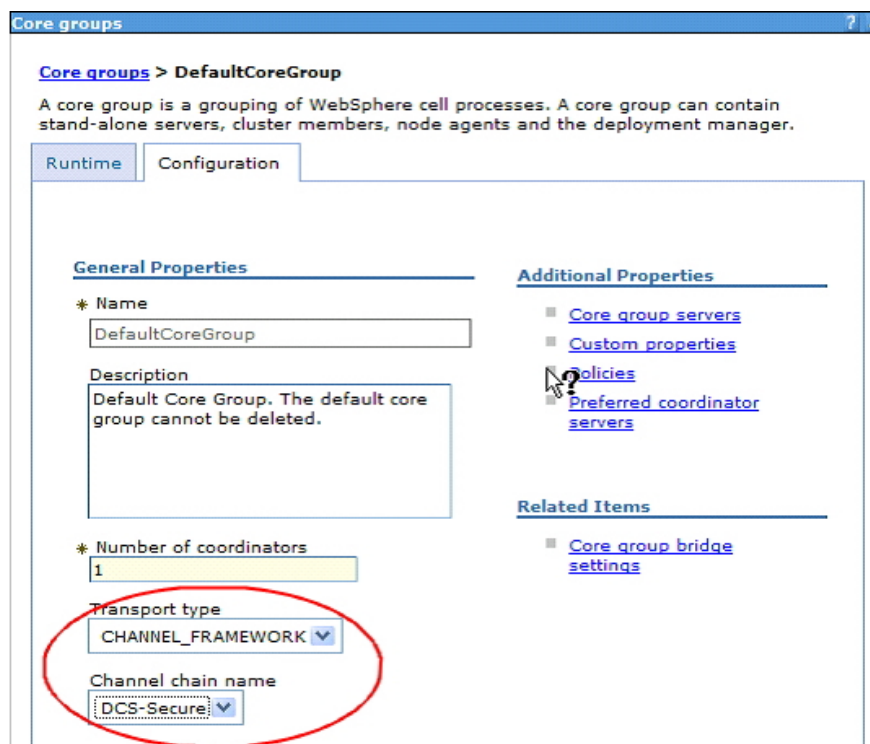 Core groups ?
Core groups > DefaultCoreGroup
A core group is a grouping of WebSphere cell processes. A core group can contain
stand-alone servers, cluster members, node agents and the deployment manager.
Runtime
Configuration
General Properties
* Name
DefaultCoreGroup
Description
Default Core Group. The default core
group cannot be deleted.
* Number of coordinators
1
Transport type
CHANNEL_FRAMEWORK
Channel chain name
DCS-Secure
Additional Properties
Core group servers
Custom properties
Policies
Preferred coordinator
servers
Related Items
Core group bridge
settings